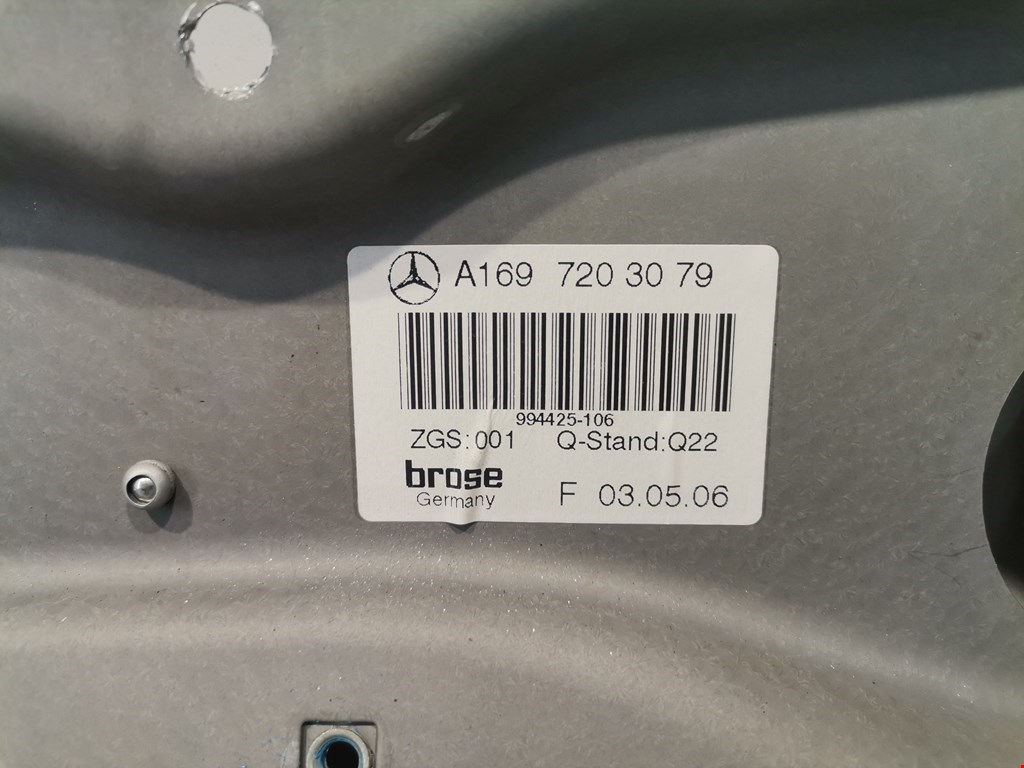 A169 720 30 79
994425-106
ZGS:001 Q-Stand:Q22
brose
Germany
F 03.05.06